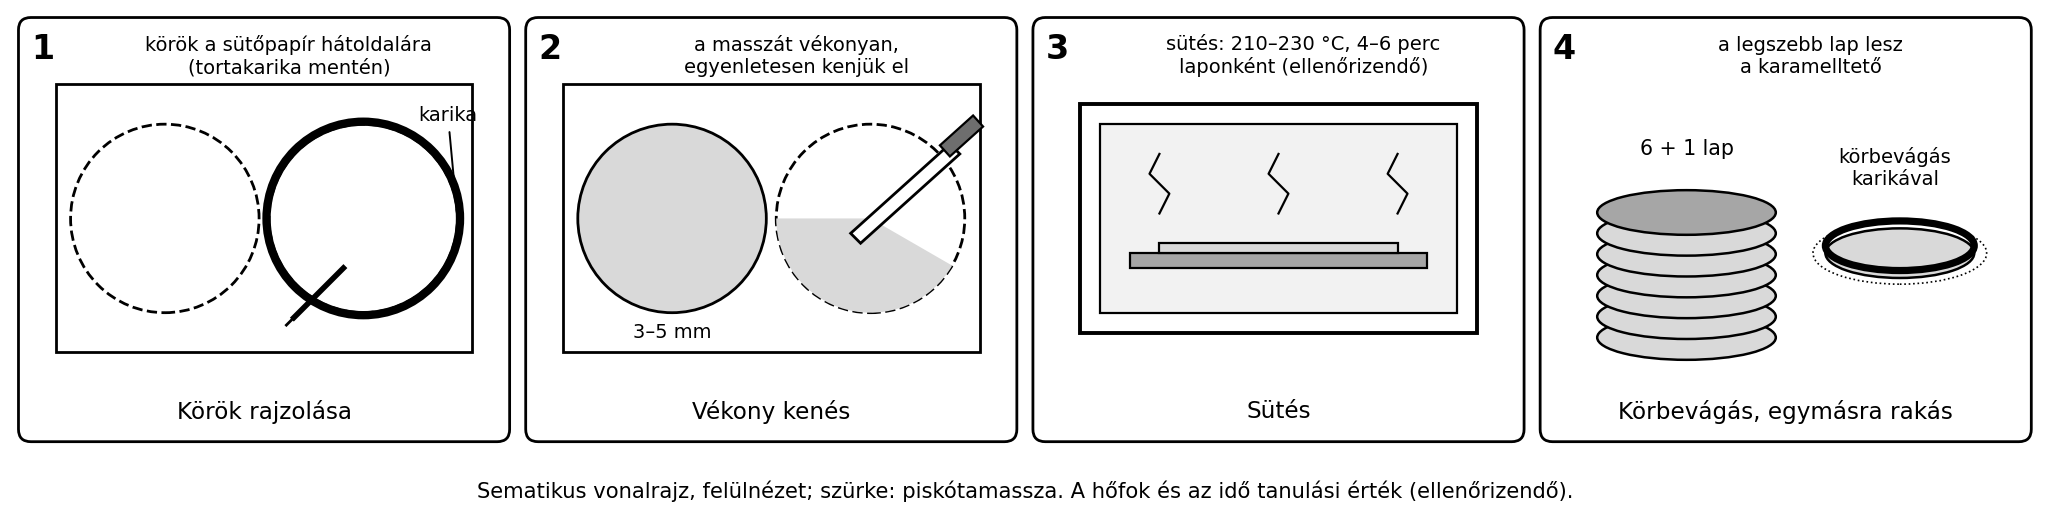 1
körök a sütőpapír hátoldalára
(tortakarika mentén)
karika
Körök rajzolása
2
a masszát vékonyan,
egyenletesen kenjük el
3–5 mm
Vékony kenés
3
sütés: 210–230 °C, 4–6 perc
laponként (ellenőrizendő)
Sütés
4
a legszebb lap lesz
a karamelltető
6 + 1 lap
körbevágás
karikával
Körbevágás, egymásra rakás
Sematikus vonalrajz, felülnézet; szürke: piskótamassza. A hőfok és az idő tanulási érték (ellenőrizendő).